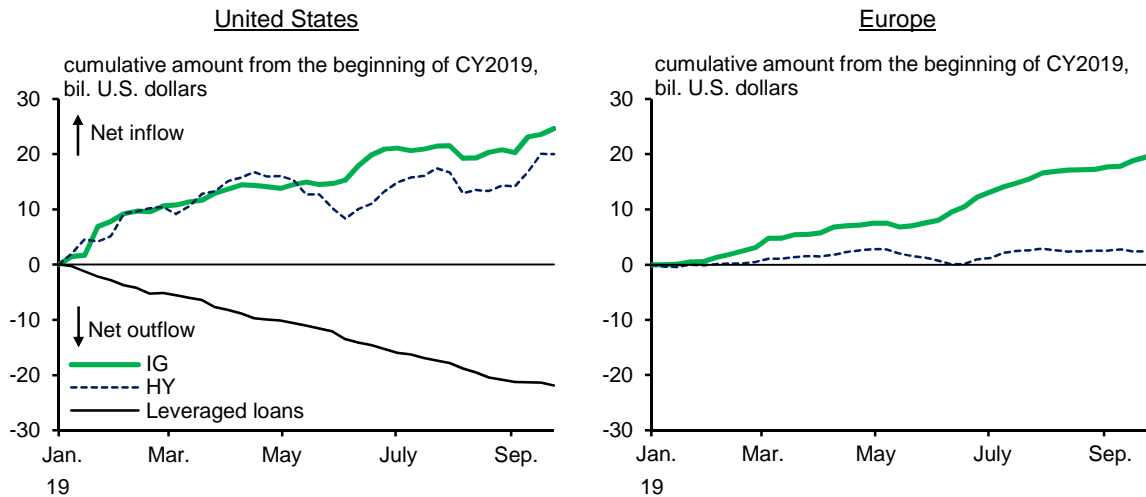 United States
cumulative amount from the beginning of CY2019,
bil. U.S. dollars
30
Net inflow
20
10
0
-10
Net outflow
IG
-20
HY
Leveraged loans
-30
Jan.
Mar.
May
July
Sep.
19
Europe
cumulative amount from the beginning of CY2019,
bil. U.S. dollars
30
20
10
0
-10
-20
-30
Jan.
Mar.
May
July
Sep.
19